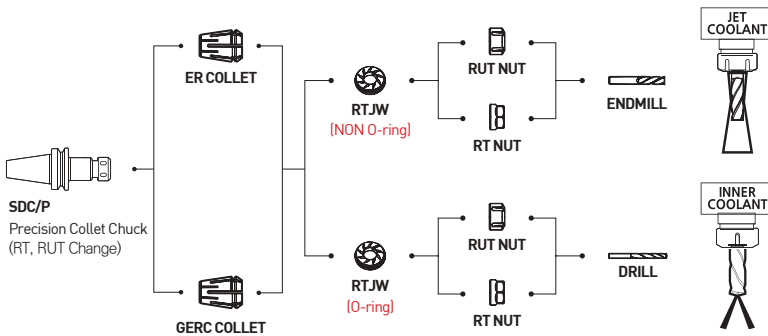 ER COLLET
SDC/P
Precision Collet Chuck
(RT, RUT Change)
GERC COLLET
RTJW
(NON O-ring)
RUT NUT
RT NUT
ENDMILL
JET
COOLANT
RTJW
(O-ring)
RUT NUT
RT NUT
DRILL
INNER
COOLANT